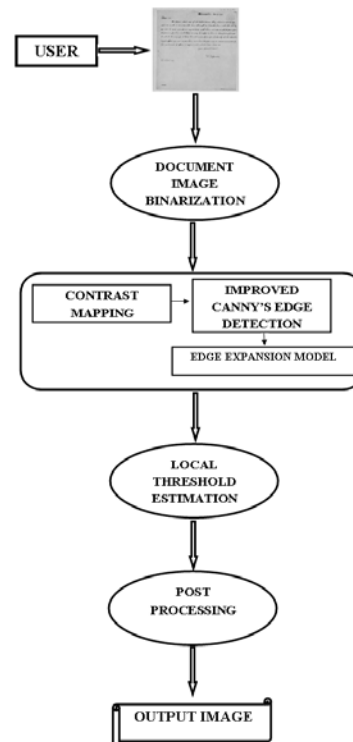 USER
DOCUMENT
IMAGE
BINARIZATION
CONTRAST
MAPPING
IMPROVED
CANNY'S EDGE
DETECTION
EDGE EXPANSION MODEL
LOCAL
THRESHOLD
ESTIMATION
POST
PROCESSING
OUTPUT IMAGE